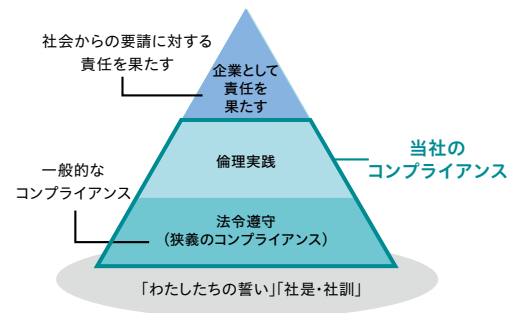 社会からの要請に対する
責任を果たす
企業として
責任を
果たす
倫理実践
当社の
コンプライアンス
一般的な
コンプライアンス
法令遵守
（狭義のコンプライアンス）
「わたしたちの誓い」「社是・社訓」